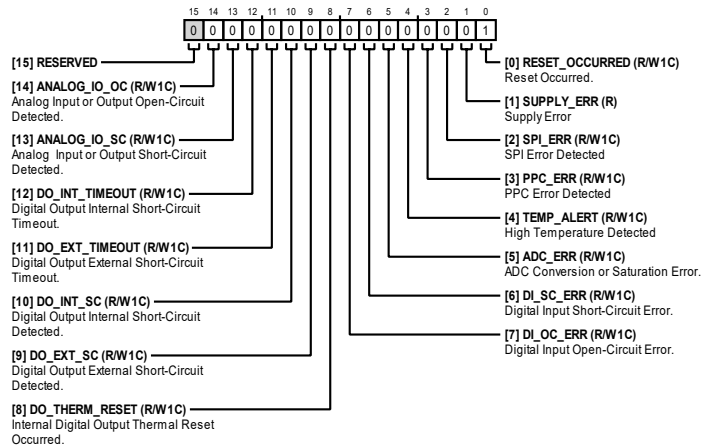 15 14 13 12 11 10 9 8 7 6 5 4 3 2 1 0
0 0 0 0 0 0 0 0 0 0 0 0 0 0 0 1
[15] RESERVED
[14] ANALOG_IO_OC (R/W1C)
Analog Input or Output Open-Circuit
Detected.
[13] ANALOG_IO_SC (R/W1C)
Analog Input or Output Short-Circuit
Detected.
[12] DO_INT_TIMEOUT (R/W1C)
Digital Output Internal Short-Circuit
Timeout.
[11] DO_EXT_TIMEOUT (R/W1C)
Digital Output External Short-Circuit
Timeout.
[10] DO_INT_SC (R/W1C)
Digital Output Internal Short-Circuit
Detected.
[9] DO_EXT_SC (R/W1C)
Digital Output External Short-Circuit
Detected.
[8] DO_THERM_RESET (R/W1C)
Internal Digital Output Thermal Reset
Occurred.
[0] RESET_OCCURRED (R/W1C)
Reset Occurred.
[1] SUPPLY_ERR (R)
Supply Error
[2] SPI_ERR (R/W1C)
SPI Error Detected
[3] PPC_ERR (R/W1C)
PPC Error Detected
[4] TEMP_ALERT (R/W1C)
High Temperature Detected
[5] ADC_ERR (R/W1C)
ADC Conversion or Saturation Error.
[6] DI_SC_ERR (R/W1C)
Digital Input Short-Circuit Error.
[7] DI_OC_ERR (R/W1C)
Digital Input Open-Circuit Error.